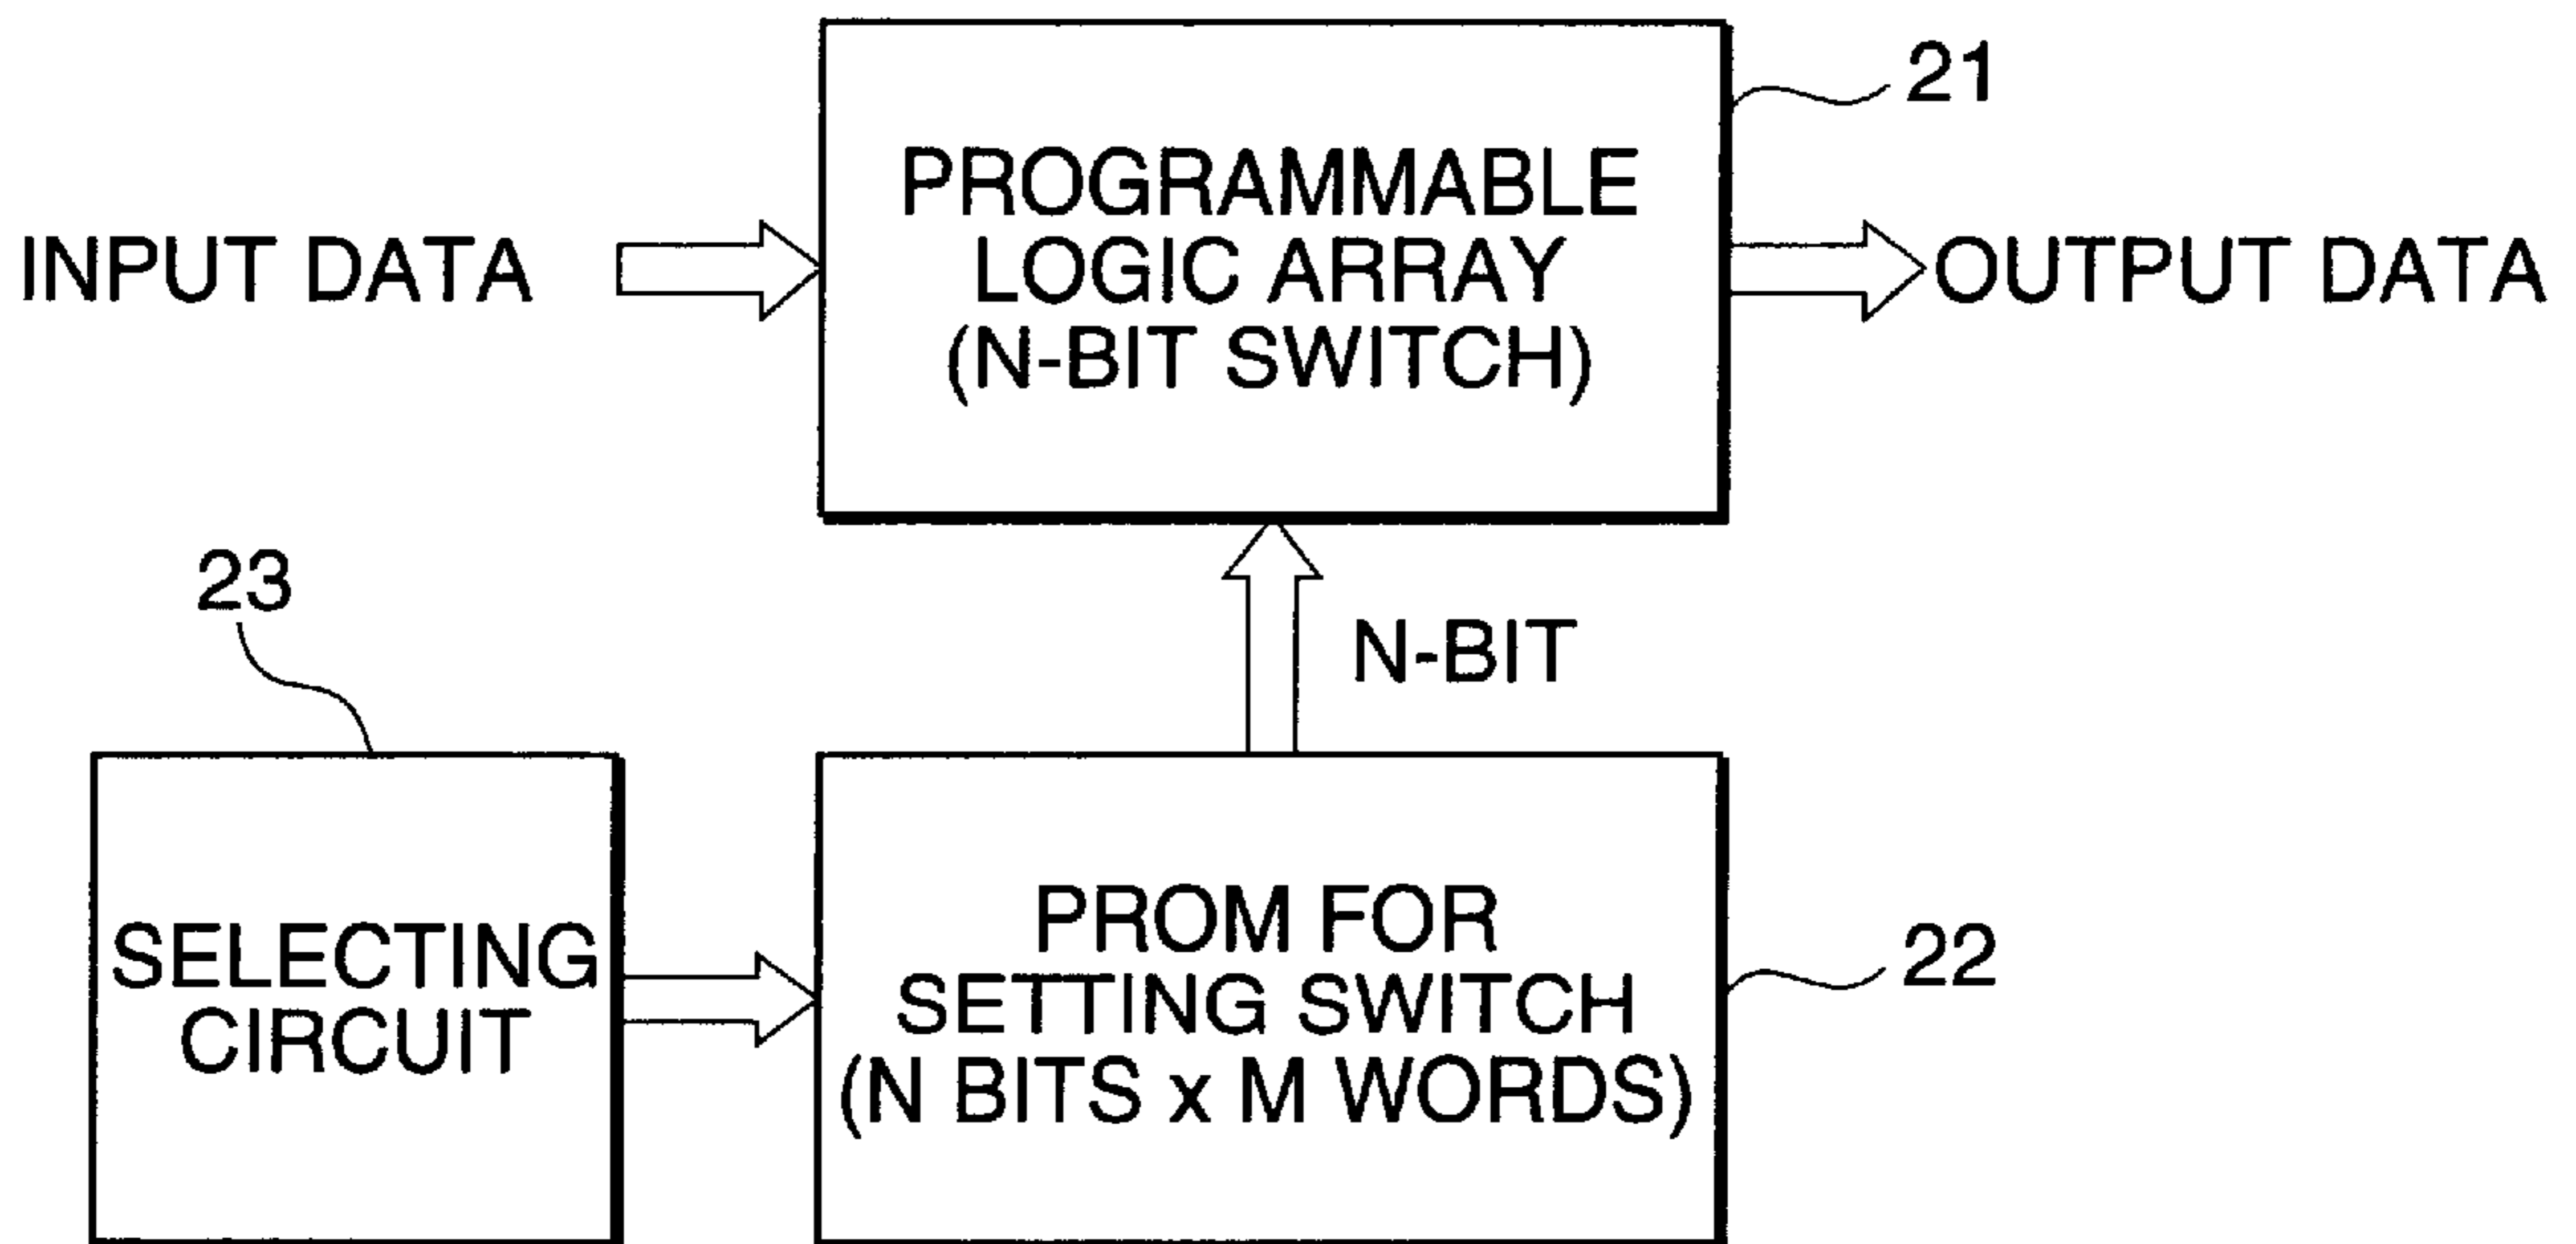 21
PROGRAMMABLE
LOGIC ARRAY
(N-BIT SWITCH)
INPUT DATA
OUTPUT DATA
23
N-BIT
SELECTING
CIRCUIT
PROM FOR
SETTING SWITCH
(N BITS x M WORDS)
22